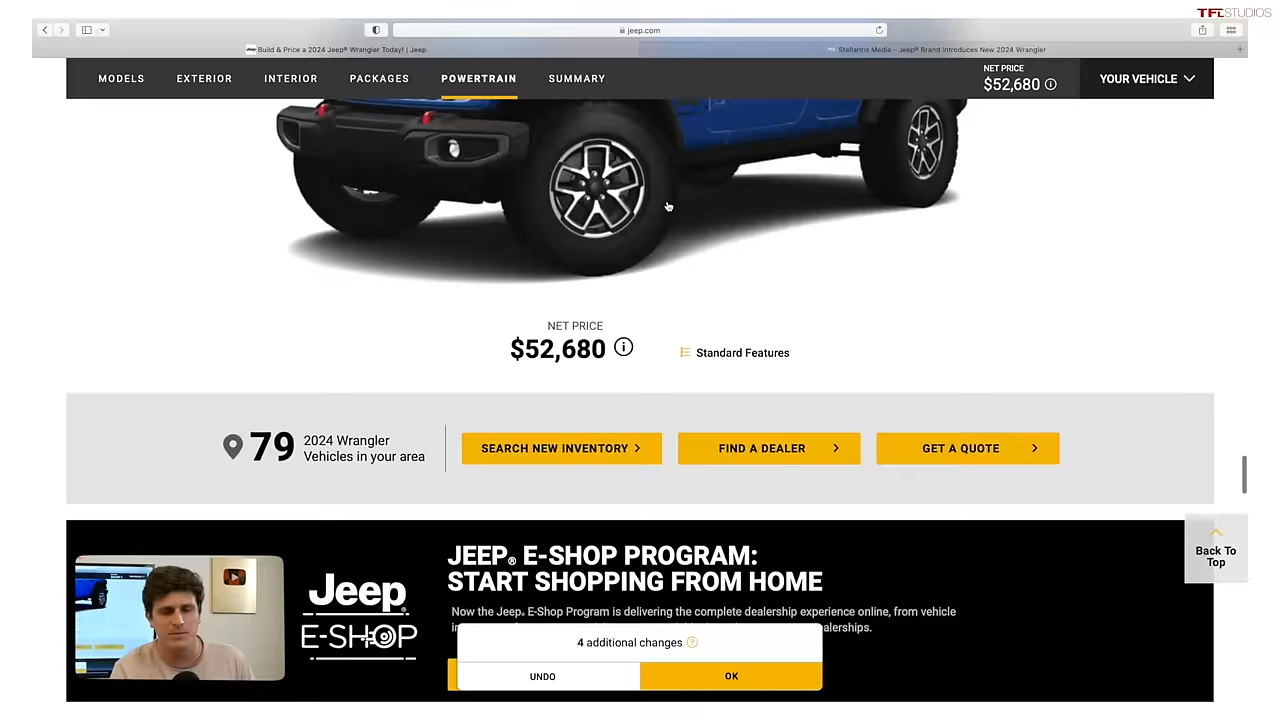 TFLSTUDIOS
jeep.com
Build & Price a 2024 Jeep® Wrangler Today! | Jeep
Stellantis Media - Jeep® Brand Introduces New 2024 Wrangler
MODELS
EXTERIOR
INTERIOR
PACKAGES
POWERTRAIN
SUMMARY
NET PRICE
$52,680
YOUR VEHICLE
NET PRICE
$52,680
Standard Features
79
2024 Wrangler
Vehicles in your area
SEARCH NEW INVENTORY
FIND A DEALER
GET A QUOTE
Back To
Top
Jeep®
E-SHOP
JEEP® E-SHOP PROGRAM:
START SHOPPING FROM HOME
Now the Jeep® E-Shop Program is delivering the complete dealership experience online, from vehicle
ealerships.
4 additional changes
UNDO
OK